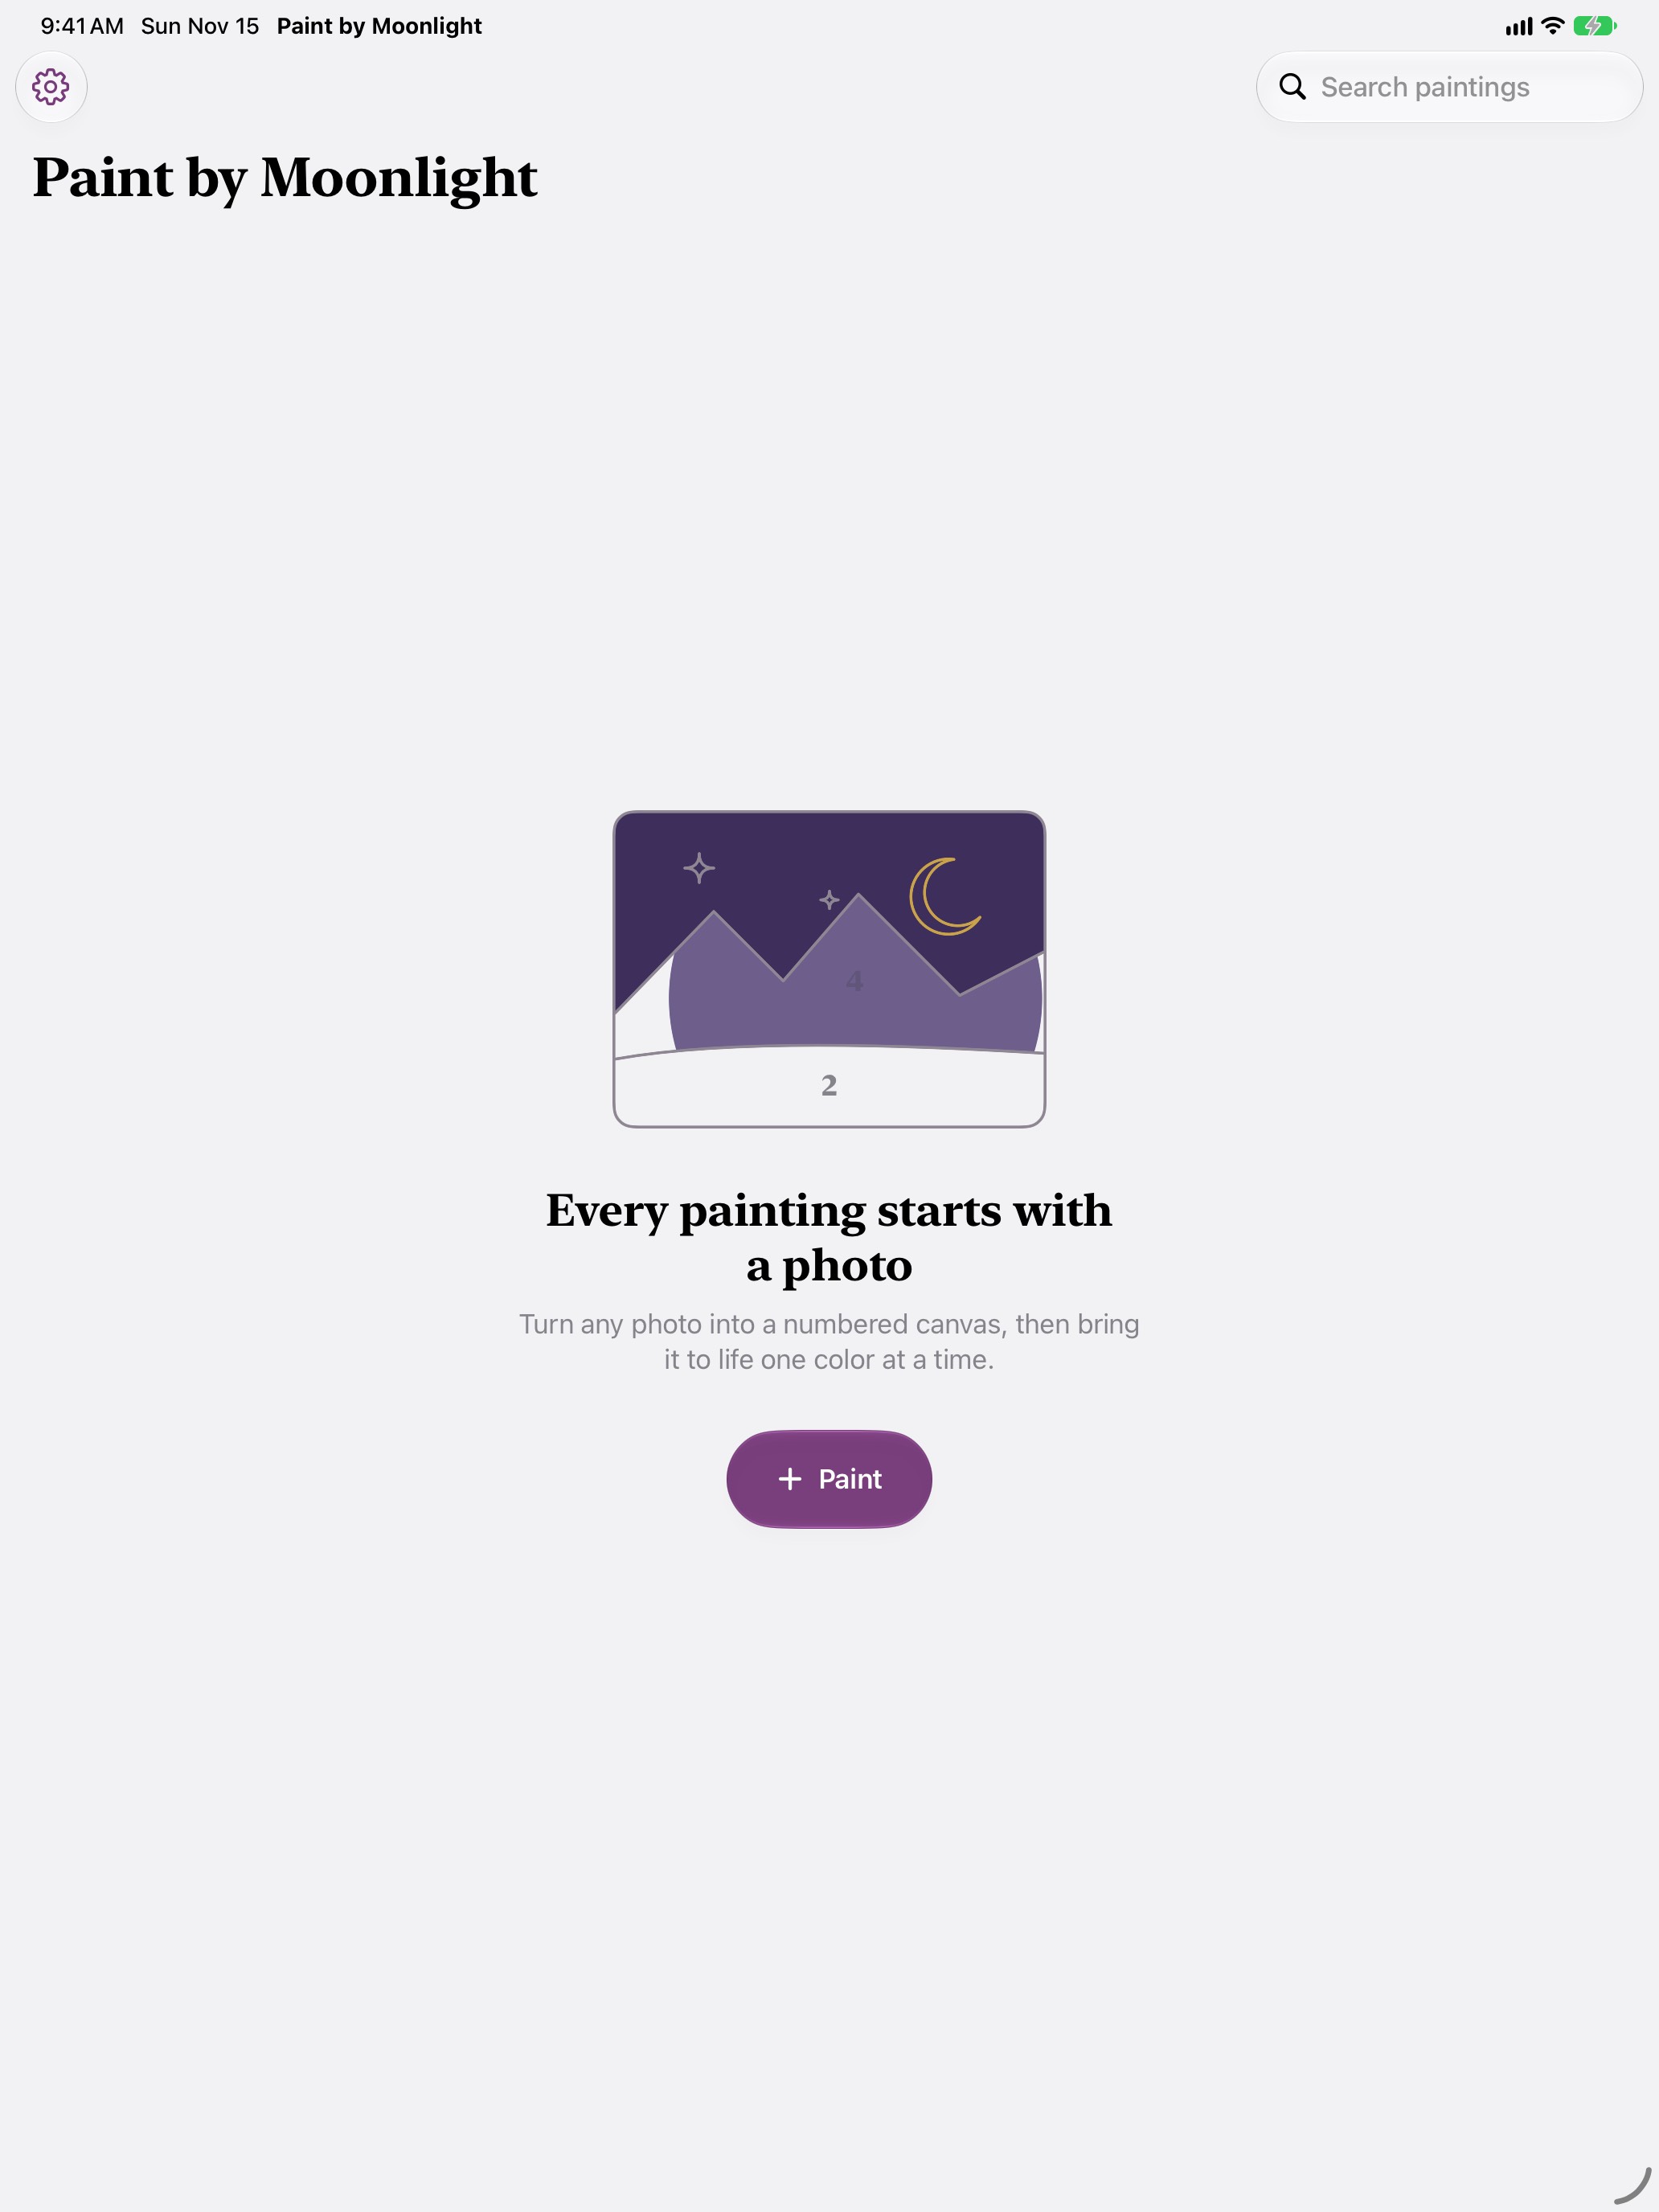 9:41 AM Sun Nov 15 Paint by Moonlight
Search paintings
Paint by Moonlight
4
2
Every painting starts with
a photo
Turn any photo into a numbered canvas, then bring
it to life one color at a time.
+ Paint